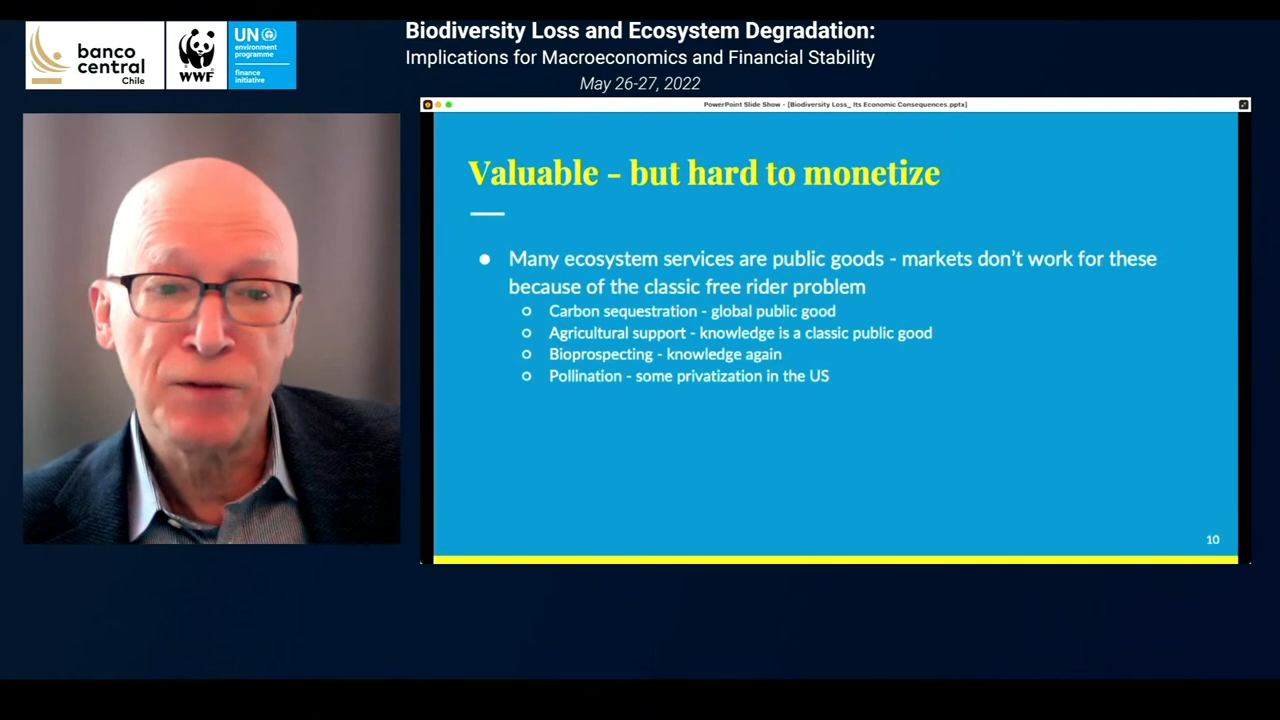 banco
central
Chile
WWF
UN
environment
programme
finance
initiative
Biodiversity Loss and Ecosystem Degradation:
Implications for Macroeconomics and Financial Stability
May 26-27, 2022
PowerPoint Slide Show - [Biodiversity Loss_ Its Economic Consequences.pptx]
Valuable - but hard to monetize
Many ecosystem services are public goods - markets don't work for these
because of the classic free rider problem
Carbon sequestration - global public good
Agricultural support - knowledge is a classic public good
Bioprospecting - knowledge again
Pollination - some privatization in the US
10